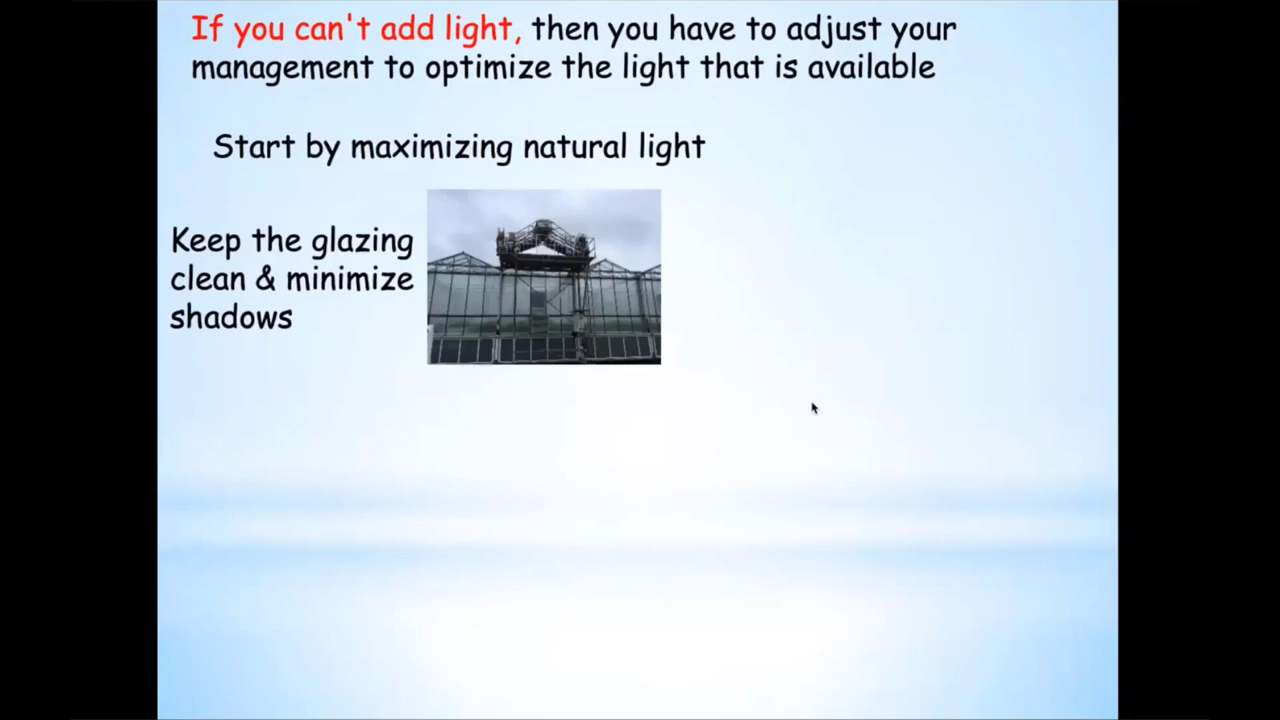 If you can't add light, then you have to adjust your
management to optimize the light that is available
Start by maximizing natural light
Keep the glazing
clean & minimize
shadows